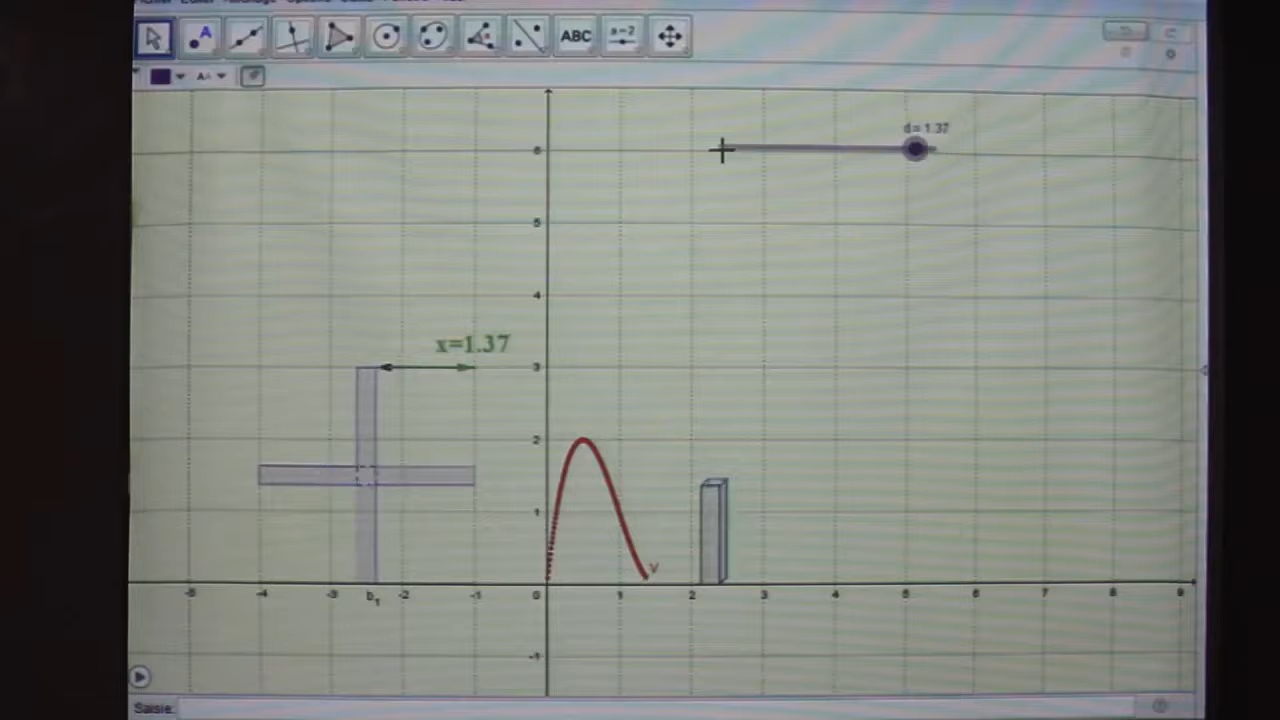 ABC
a=2
d = 1.37
6
5
4
x=1.37
3
2
1
V
-5 -4 -3 b1 -2 -1 0 1 2 3 4 5 6 7 8 9
-1
Saisie: